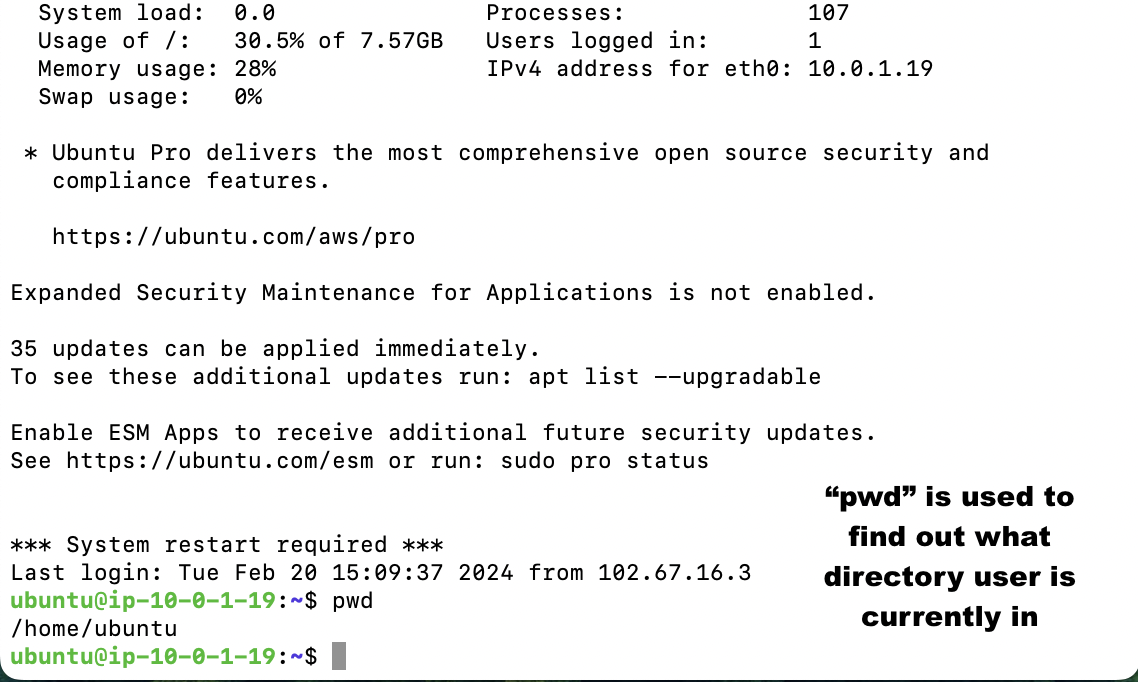 System load:  0.0                Processes:             107
Usage of /:   30.5% of 7.57GB   Users logged in:       1
Memory usage: 28%               IPv4 address for eth0: 10.0.1.19
Swap usage:   0%
* Ubuntu Pro delivers the most comprehensive open source security and
compliance features.
https://ubuntu.com/aws/pro
Expanded Security Maintenance for Applications is not enabled.
35 updates can be applied immediately.
To see these additional updates run: apt list --upgradable
Enable ESM Apps to receive additional future security updates.
See https://ubuntu.com/esm or run: sudo pro status
*** System restart required ***
Last login: Tue Feb 20 15:09:37 2024 from 102.67.16.3
ubuntu@ip-10-0-1-19:~$ pwd
/home/ubuntu
ubuntu@ip-10-0-1-19:~$
“pwd” is used to
find out what
directory user is
currently in